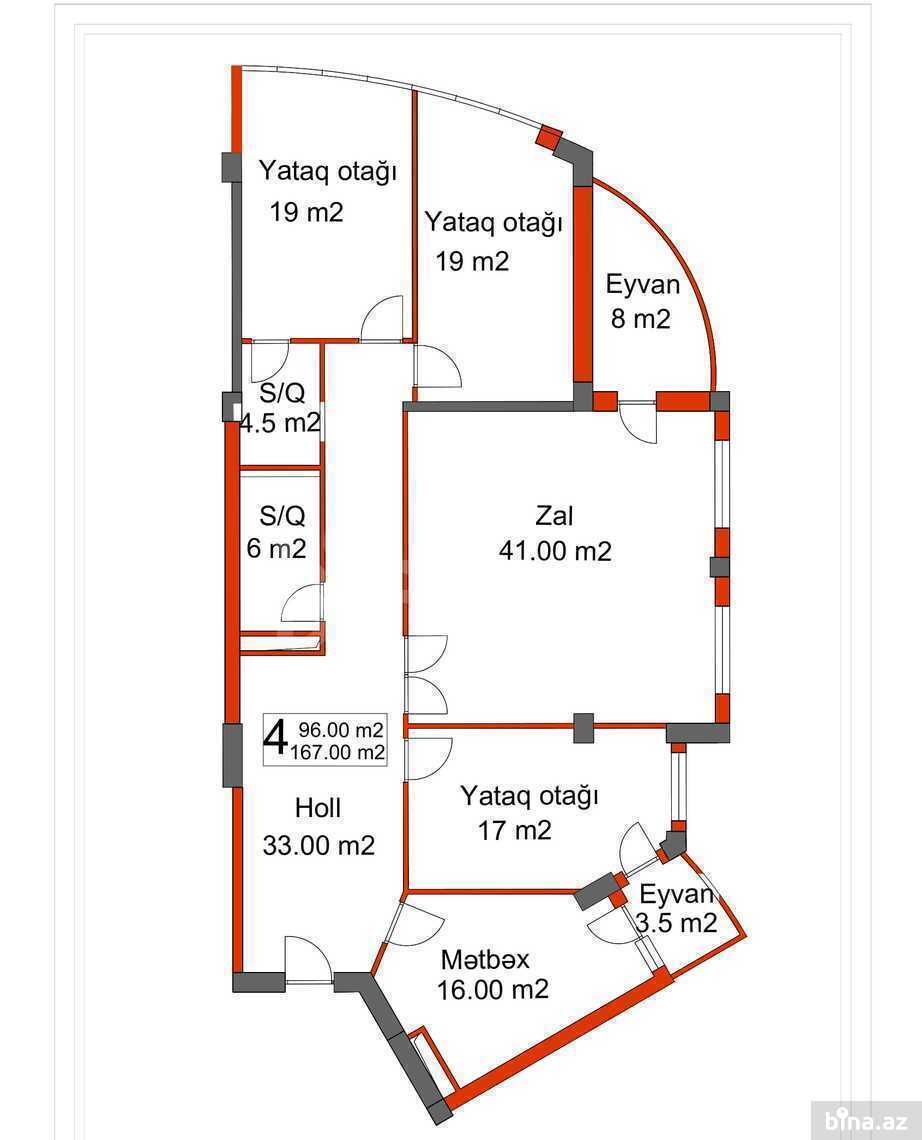 Yataq otağı
19 m2
Yataq otağı
19 m2
Eyvan
8 m2
S/Q
4.5 m2
S/Q
6 m2
Zal
41.00 m2
4
96.00 m2
167.00 m2
Holl
33.00 m2
Yataq otağı
17 m2
Eyvan
3.5 m2
Mətbəx
16.00 m2
bina.az